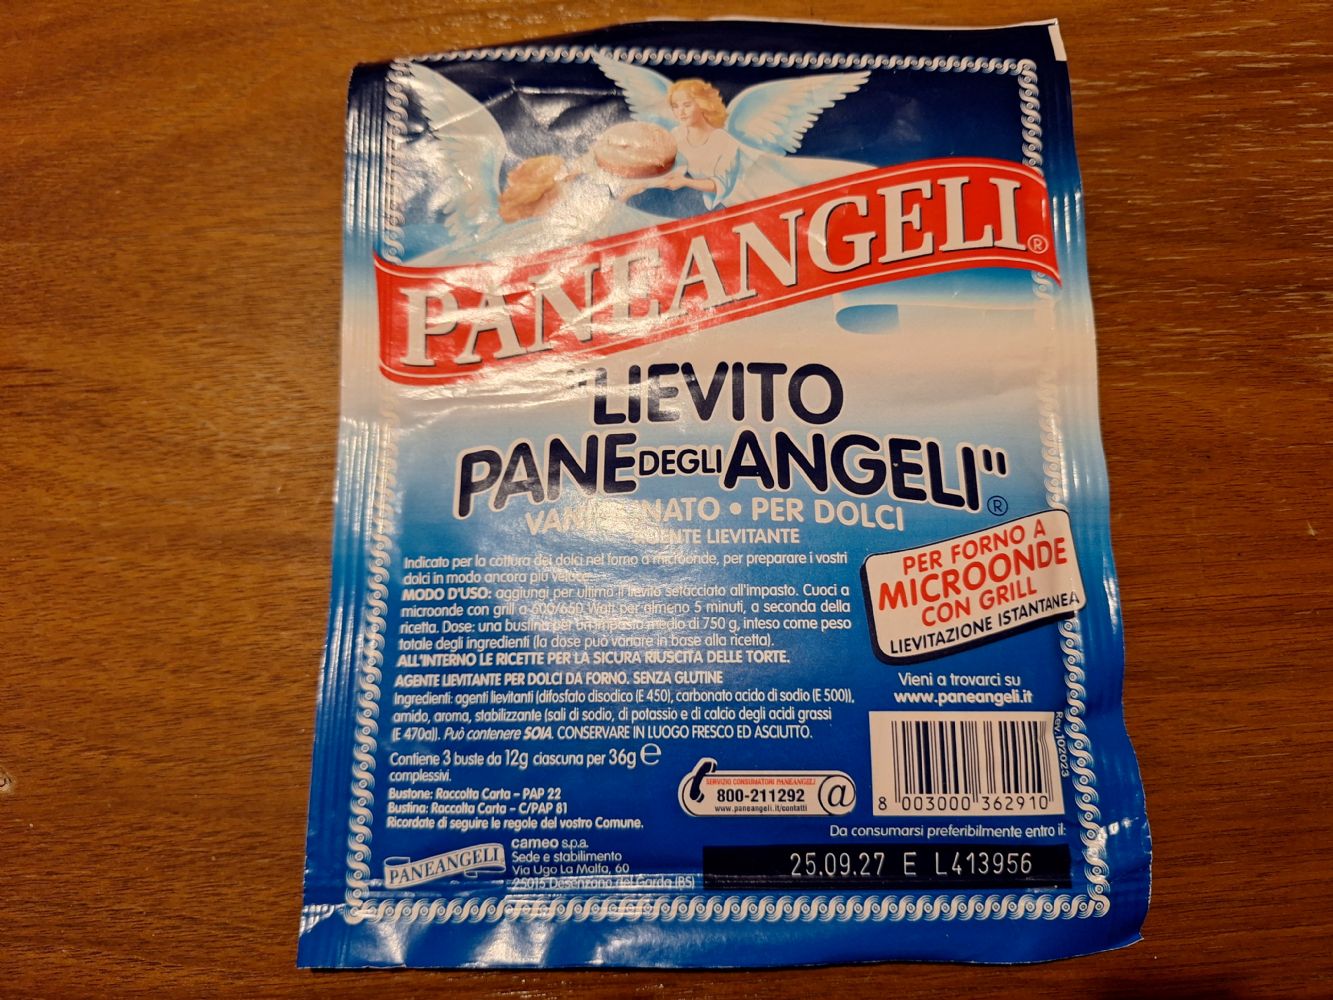 PANEANGELI®
"LIEVITO
PANE DEGLI ANGELI"®
VANIGLINATO • PER DOLCI
AGENTE LIEVITANTE
Indicato per la cottura dei dolci nel forno a microonde, per preparare i vostri
dolci in modo ancora più veloce.
MODO D'USO: aggiungi per ultimo il lievito setacciato all'impasto. Cuoci a
microonde con grill a 600/650 Watt per almeno 5 minuti, a seconda della
ricetta. Dose: una bustina per un impasto medio di 750 g, inteso come peso
totale degli ingredienti (la dose può variare in base alla ricetta).
ALL'INTERNO LE RICETTE PER LA SICURA RIUSCITA DELLE TORTE.
PER FORNO A
MICROONDE
CON GRILL
LIEVITAZIONE ISTANTANEA
AGENTE LIEVITANTE PER DOLCI DA FORNO. SENZA GLUTINE
Ingredienti: agenti lievitanti (difosfato disodico (E 450), carbonato acido di sodio (E 500)),
amido, aroma, stabilizzante (sali di sodio, di potassio e di calcio degli acidi grassi
(E 470a)). Può contenere SOIA. CONSERVARE IN LUOGO FRESCO ED ASCIUTTO.
Contiene 3 buste da 12g ciascuna per 36g ℮
complessivi.
Bustone: Raccolta Carta – PAP 22
Bustina: Raccolta Carta – C/PAP 81
Ricordate di seguire le regole del vostro Comune.
Vieni a trovarci su
www.paneangeli.it
Rev.102023
8 003000 362910
SERVIZIO CONSUMATORI PANEANGELI
800-211292
www.paneangeli.it/contatti
@
Da consumarsi preferibilmente entro il:
25.09.27 E L413956
PANEANGELI
cameo s.p.a.
Sede e stabilimento
Via Ugo La Malfa, 60
25015 Desenzano del Garda (BS)